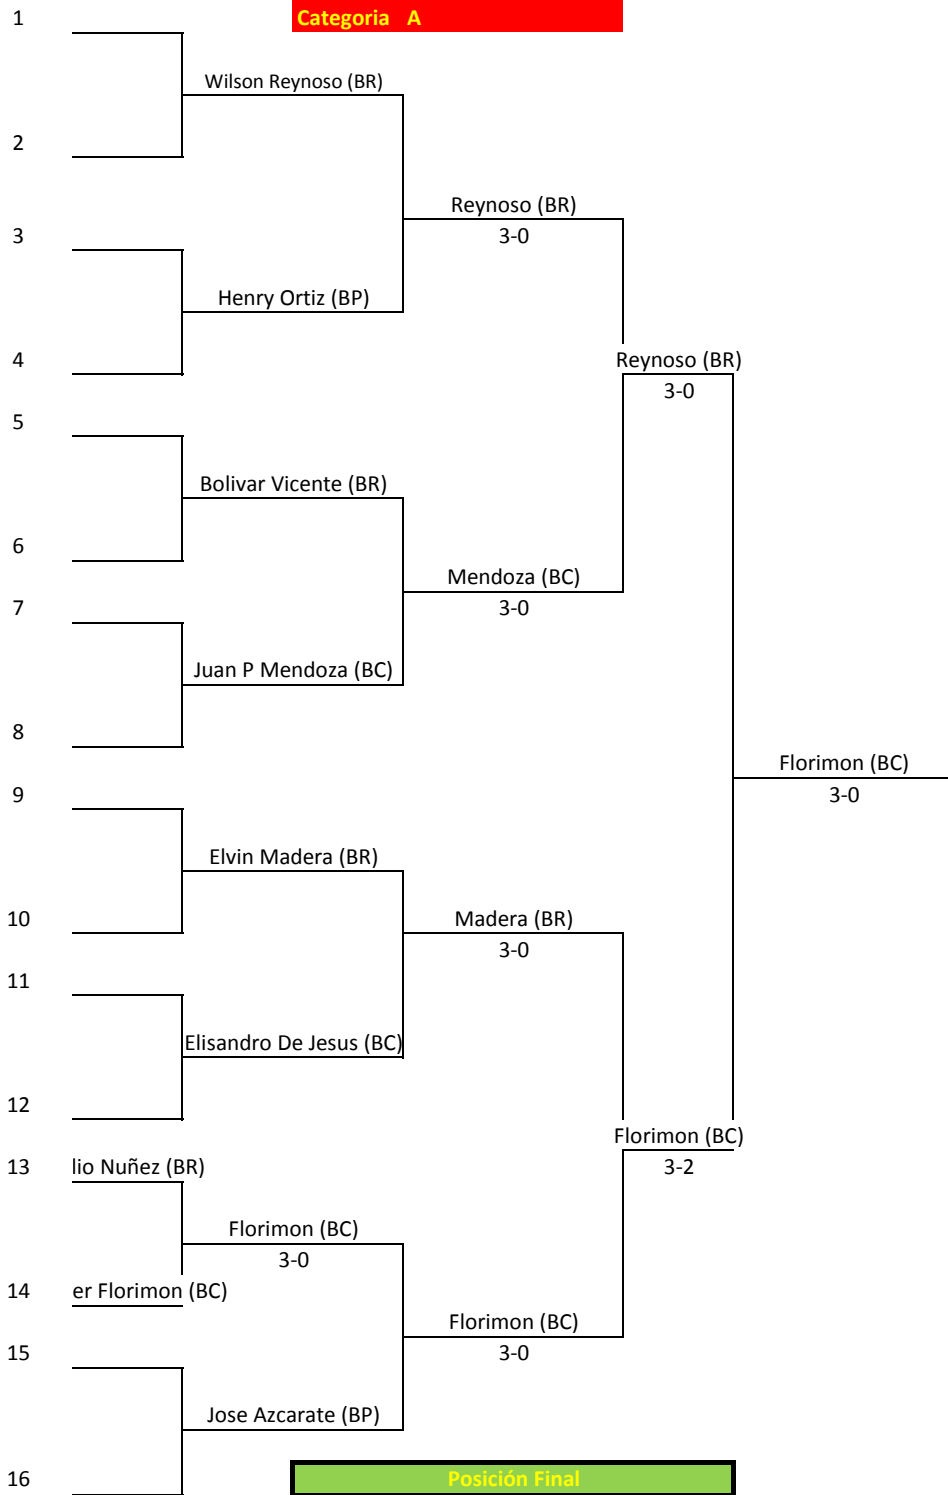 1
Categoria A
Wilson Reynoso (BR)
2
Reynoso (BR)
3
3-0
Henry Ortiz (BP)
4
Reynoso (BR)
3-0
5
Bolivar Vicente (BR)
6
Mendoza (BC)
7
3-0
Juan P Mendoza (BC)
8
Florimon (BC)
9
3-0
Elvin Madera (BR)
10
Madera (BR)
3-0
11
Elisandro De Jesus (BC)
12
Florimon (BC)
13
lio Nuñez (BR)
3-2
Florimon (BC)
3-0
14
er Florimon (BC)
Florimon (BC)
15
3-0
Jose Azcarate (BP)
16
Posición Final